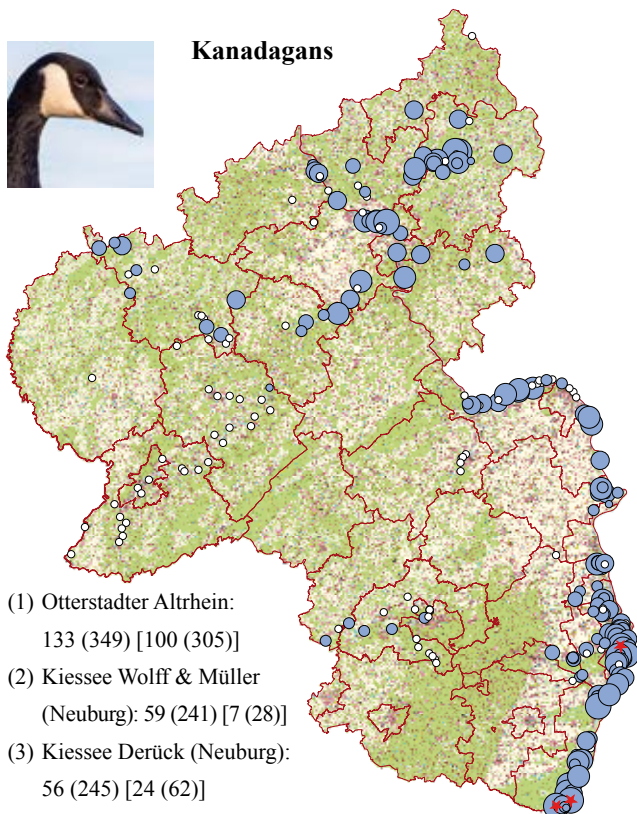 Kanadagans
(1) Otterstadter Altrhein:
133 (349) [100 (305)]
(2) Kiessee Wolff & Müller
(Neuburg): 59 (241) [7 (28)]
(3) Kiessee Derück (Neuburg):
56 (245) [24 (62)]